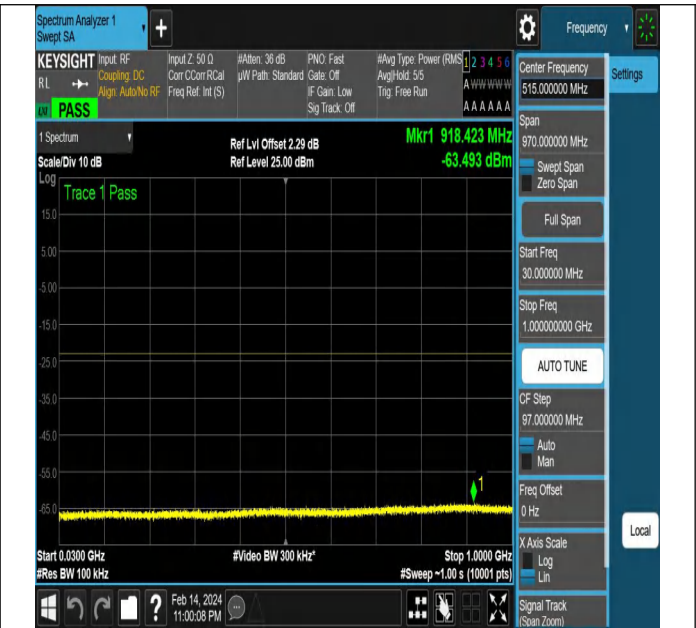 Spectrum Analyzer 1
Swept SA
+
Frequency
KEYSIGHT
Input: RF
Coupling: DC
Align: Auto/No RF
Input Z: 50 Ω
Corr CCorr RCal
Freq Ref: Int (S)
#Atten: 36 dB
µW Path: Standard
PNO: Fast
Gate: Off
IF Gain: Low
Sig Track: Off
#Avg Type: Power (RMS
Avg|Hold: 5/5
Trig: Free Run
1 2 3 4 5 6
A W W W W W
A A A A A A
R L
PASS
1 Spectrum
Scale/Div 10 dB
Ref Lvl Offset 2.29 dB
Ref Level 25.00 dBm
Mkr1 918.423 MHz
-63.493 dBm
Log
Trace 1 Pass
15.0
5.00
-5.00
-15.0
-25.0
-35.0
-45.0
-55.0
-65.0
1
Start 0.0300 GHz
#Res BW 100 kHz
#Video BW 300 kHz*
Stop 1.0000 GHz
#Sweep ~1.00 s (10001 pts)
Feb 14, 2024
11:00:08 PM
?
Center Frequency
515.000000 MHz
Span
970.000000 MHz
Swept Span
Zero Span
Full Span
Start Freq
30.000000 MHz
Stop Freq
1.000000000 GHz
AUTO TUNE
CF Step
97.000000 MHz
Auto
Man
Freq Offset
0 Hz
X Axis Scale
Log
Lin
Signal Track
(Span Zoom)
Settings
Local